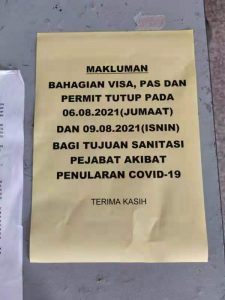 MAKLUMAN
BAHAGIAN VISA, PAS DAN
PERMIT TUTUP PADA
06.08.2021(JUMAAT)
DAN 09.08.2021(ISNIN)
BAGI TUJUAN SANITASI
PEJABAT AKIBAT
PENULARAN COVID-19
TERIMA KASIH